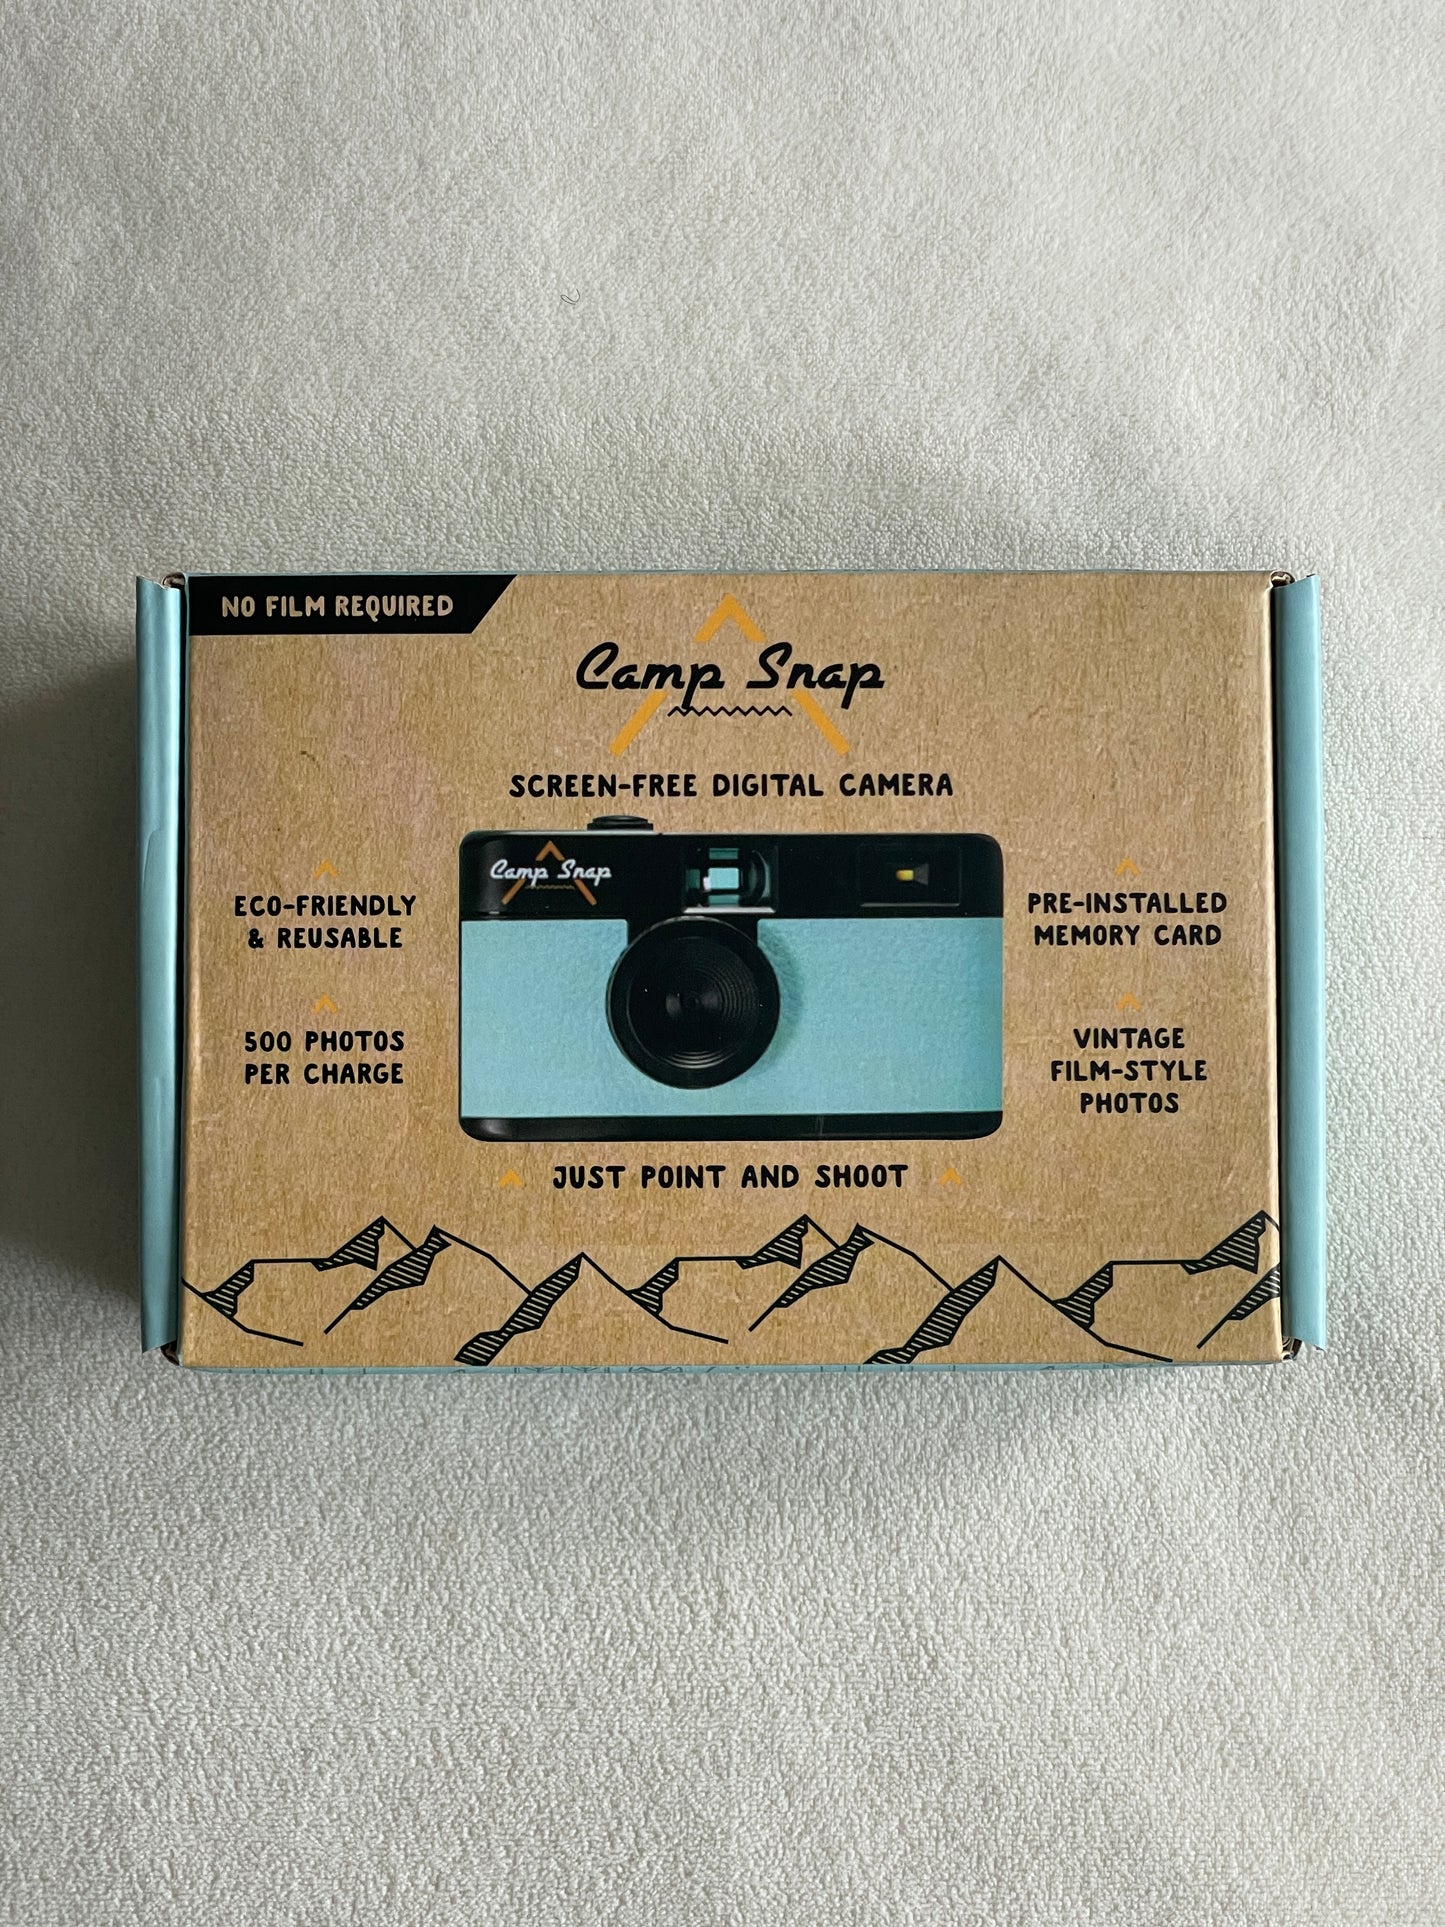 NO FILM REQUIRED
Camp Snap
SCREEN-FREE DIGITAL CAMERA
Camp Snap
ECO-FRIENDLY
& REUSABLE
500 PHOTOS
PER CHARGE
PRE-INSTALLED
MEMORY CARD
VINTAGE
FILM-STYLE
PHOTOS
JUST POINT AND SHOOT